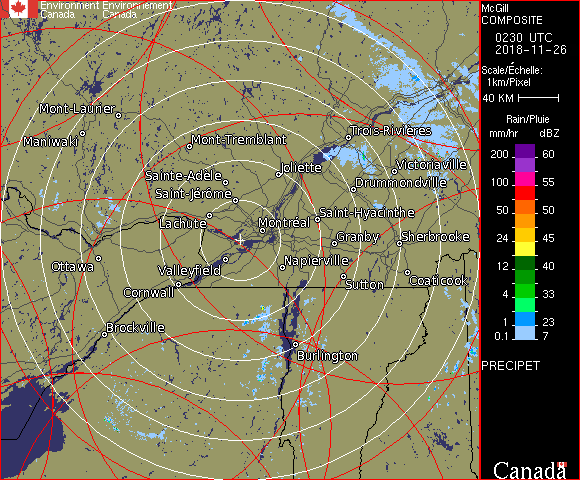 Environment Environnement
Canada Canada
McGill
COMPOSITE
0230 UTC
2018-11-26
Scale/Échelle:
1km/Pixel
40 KM
Rain/Pluie
mm/hr dBZ
200 60
100 55
50 50
24 45
12 40
4 33
1 23
0.1 7
PRECIPET
Canada
Mont-Laurier
Maniwaki
Mont-Tremblant
Trois-Rivières
Sainte-Adèle
Joliette
Victoriaville
Saint-Jérôme
Drummondville
Lachute
Montréal
Saint-Hyacinthe
Granby
Sherbrooke
Ottawa
Valleyfield
Napierville
Cornwall
Sutton
Coaticook
Brockville
Burlington